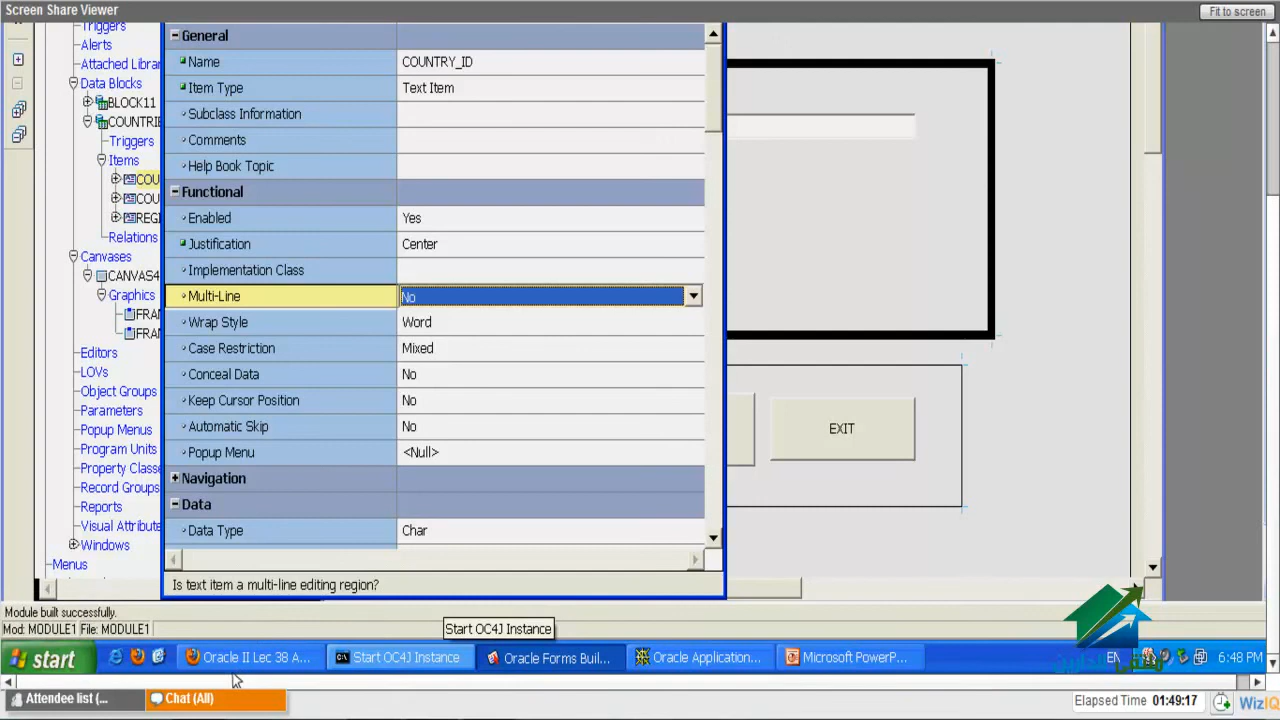 Screen Share Viewer
Fit to screen
Triggers
Alerts
Attached Librar
Data Blocks
BLOCK11
COUNTRIE
Triggers
Items
COU
COU
REGI
Relations
Canvases
CANVAS4
Graphics
FRAN
FRAN
Editors
LOVs
Object Groups
Parameters
Popup Menus
Program Units
Property Classe
Record Groups
Reports
Visual Attribute
Windows
Menus
General
Name COUNTRY_ID
Item Type Text Item
Subclass Information
Comments
Help Book Topic
Functional
Enabled Yes
Justification Center
Implementation Class
Multi-Line No
Wrap Style Word
Case Restriction Mixed
Conceal Data No
Keep Cursor Position No
Automatic Skip No
Popup Menu <Null>
Navigation
Data
Data Type Char
Is text item a multi-line editing region?
EXIT
Module built successfully.
Mod: MODULE1 File: MODULE1
Start OC4J Instance
start
Oracle II Lec 38 A...
Start OC4J Instance
Oracle Forms Buil...
Oracle Application...
Microsoft PowerP...
EN
6:48 PM
Attendee list (...
Chat (All)
Elapsed Time 01:49:17
WizIQ